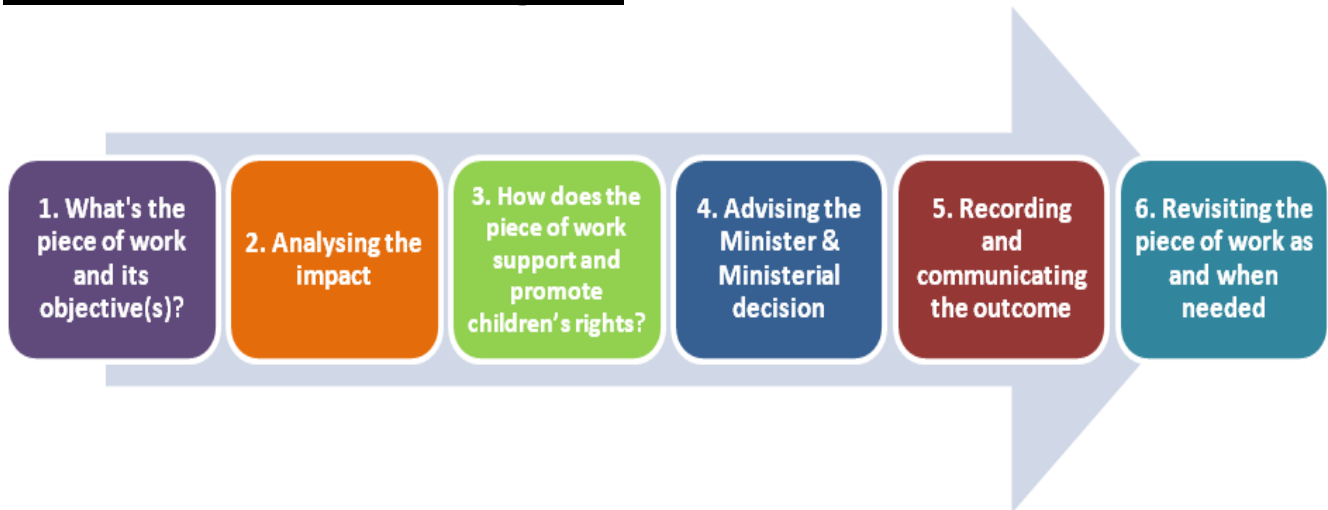 1. What's the
piece of work
and its
objective(s)?
2. Analysing the
impact
3. How does the
piece of work
support and
promote
children's rights?
4. Advising the
Minister &
Ministerial
decision
5. Recording
and
communicating
the outcome
6. Revisiting the
piece of work as
and when
needed